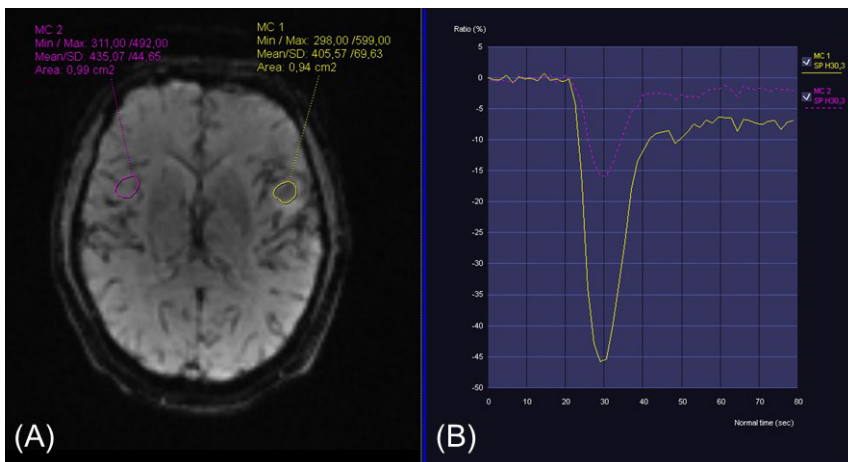 MC 2
Min / Max: 311,00 /492,00
Mean/SD: 435,07 /44,65
Area: 0,99 cm2
MC 1
Min / Max: 298,00 /599,00
Mean/SD: 405,57 /69,63
Area: 0,94 cm2
(A)
Ratio (%)
5
0
-5
-10
-15
-20
-25
-30
-35
-40
-45
-50
0 10 20 30 40 50 60 70 80
Normal time (sec)
MC 1
SP H30,3
MC 2
SP H30,3
(B)